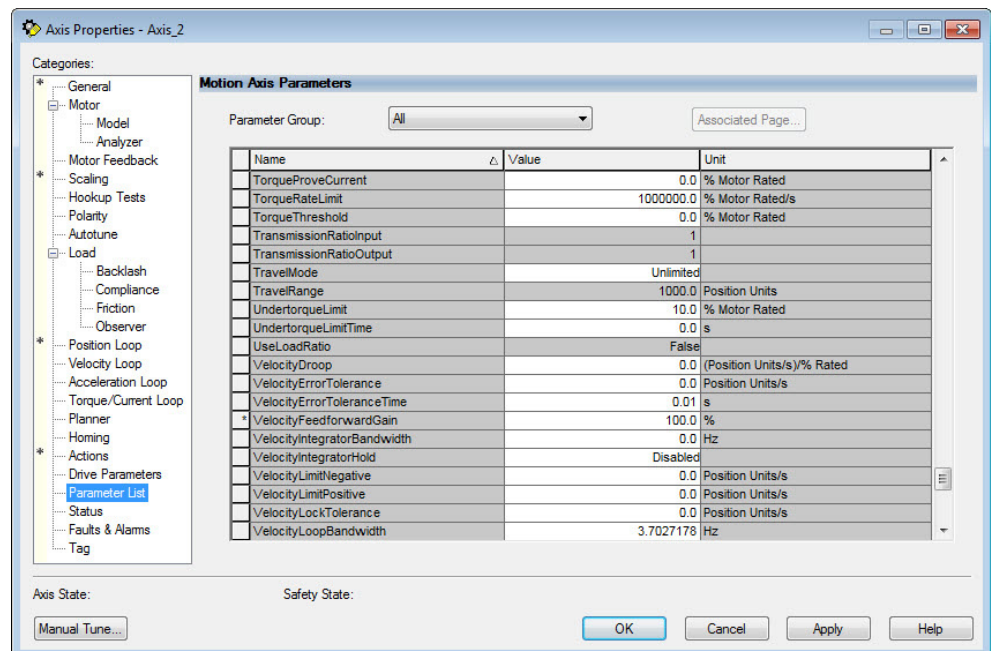 Axis Properties - Axis_2
Categories:
* General
Motor
Model
Analyzer
Motor Feedback
* Scaling
Hookup Tests
Polarity
Autotune
Load
Backlash
Compliance
Friction
Observer
* Position Loop
Velocity Loop
Acceleration Loop
Torque/Current Loop
Planner
Homing
* Actions
Drive Parameters
Parameter List
Status
Faults & Alarms
Tag
Motion Axis Parameters
Parameter Group: All Associated Page...
Name Value Unit
TorqueProveCurrent 0.0 % Motor Rated
TorqueRateLimit 1000000.0 % Motor Rated/s
TorqueThreshold 0.0 % Motor Rated
TransmissionRatioInput 1
TransmissionRatioOutput 1
TravelMode Unlimited
TravelRange 1000.0 Position Units
UndertorqueLimit 10.0 % Motor Rated
UndertorqueLimitTime 0.0 s
UseLoadRatio False
VelocityDroop 0.0 (Position Units/s)/% Rated
VelocityErrorTolerance 0.0 Position Units/s
VelocityErrorToleranceTime 0.01 s
* VelocityFeedforwardGain 100.0 %
VelocityIntegratorBandwidth 0.0 Hz
VelocityIntegratorHold Disabled
VelocityLimitNegative 0.0 Position Units/s
VelocityLimitPositive 0.0 Position Units/s
VelocityLockTolerance 0.0 Position Units/s
VelocityLoopBandwidth 3.7027178 Hz
Axis State: Safety State:
Manual Tune... OK Cancel Apply Help